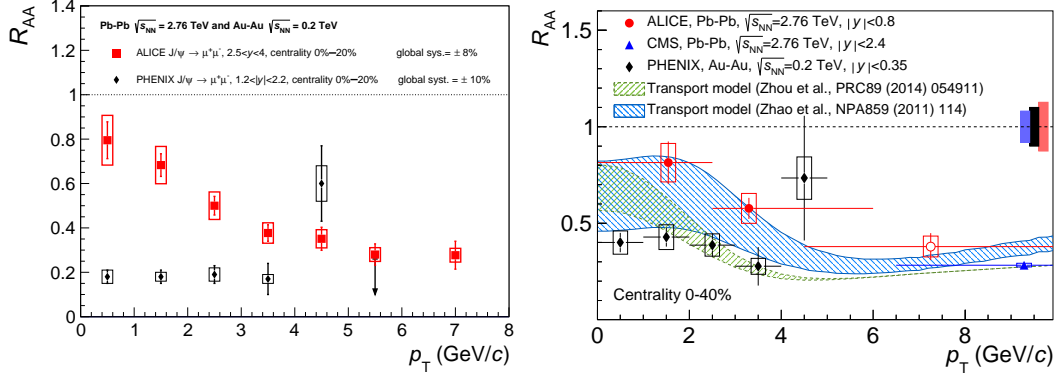 R_AA
Pb-Pb √s_NN = 2.76 TeV and Au-Au √s_NN = 0.2 TeV
ALICE J/ψ → μ⁺μ⁻, 2.5<y<4, centrality 0%–20% global sys.= ± 8%
PHENIX J/ψ → μ⁺μ⁻, 1.2<|y|<2.2, centrality 0%–20% global syst. = ± 10%
1.4
1.2
1
0.8
0.6
0.4
0.2
0
0 1 2 3 4 5 6 7 8
p_T (GeV/c)
R_AA
ALICE, Pb-Pb, √s_NN=2.76 TeV, |y|<0.8
CMS, Pb-Pb, √s_NN=2.76 TeV, |y|<2.4
PHENIX, Au-Au, √s_NN=0.2 TeV, |y|<0.35
Transport model (Zhou et al., PRC89 (2014) 054911)
Transport model (Zhao et al., NPA859 (2011) 114)
1.5
1
0.5
Centrality 0-40%
0 2 4 6 8
p_T (GeV/c)